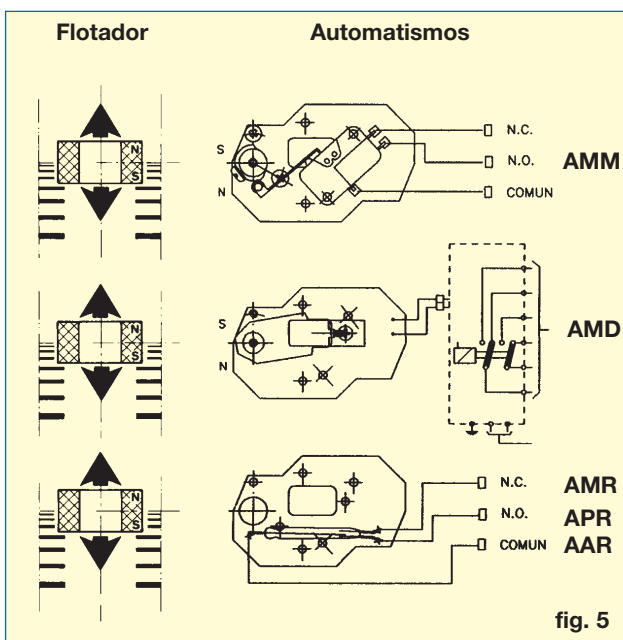 Flotador Automatismos
N
S
S
N
N.C.
N.O.
COMUN
AMM
N
S
S
N
AMD
N
S
N.C.
N.O.
COMUN
AMR
APR
AAR
fig. 5